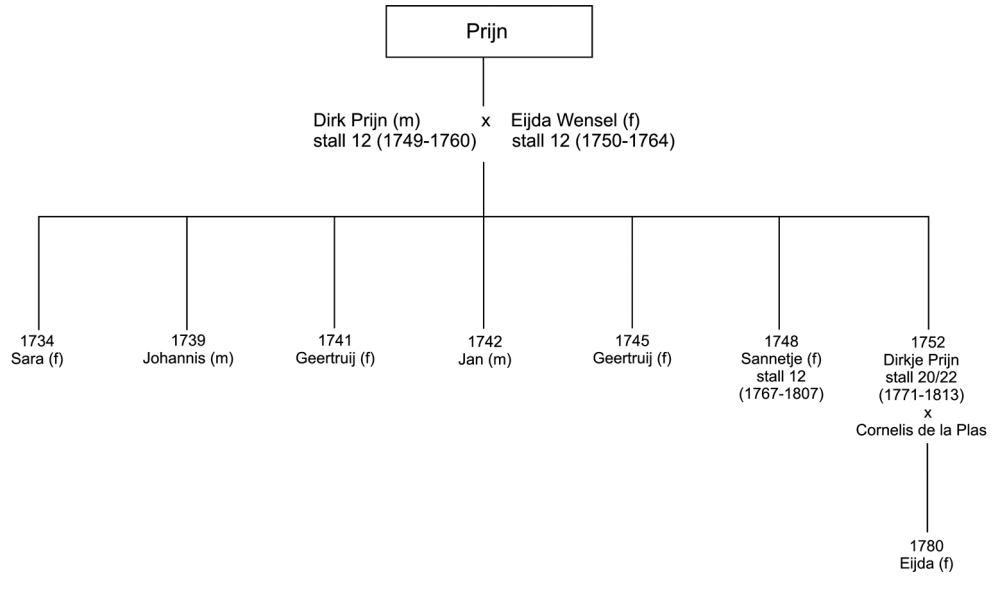 Prijn
Dirk Prijn (m) x Eijda Wensel (f)
stall 12 (1749-1760) stall 12 (1750-1764)
1734
Sara (f)
1739
Johannis (m)
1741
Geertruij (f)
1742
Jan (m)
1745
Geertruij (f)
1748
Sannetje (f)
stall 12
(1767-1807)
1752
Dirkje Prijn
stall 20/22
(1771-1813)
x
Cornelis de la Plas
1780
Eijda (f)